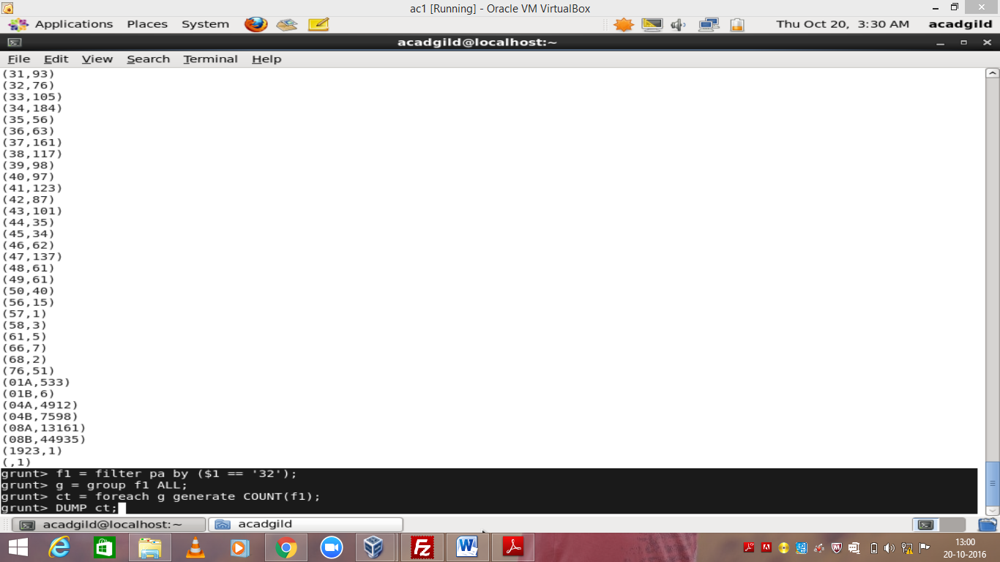 ac1 [Running] - Oracle VM VirtualBox
Applications Places System Thu Oct 20, 3:30 AM acadgild
acadgild@localhost:~
File Edit View Search Terminal Help
(31,93)
(32,76)
(33,105)
(34,184)
(35,56)
(36,63)
(37,161)
(38,117)
(39,98)
(40,97)
(41,123)
(42,87)
(43,101)
(44,35)
(45,34)
(46,62)
(47,137)
(48,61)
(49,61)
(50,40)
(56,15)
(57,1)
(58,3)
(61,5)
(66,7)
(68,2)
(76,51)
(01A,533)
(01B,6)
(04A,4912)
(04B,7598)
(08A,13161)
(08B,44935)
(1923,1)
(,1)
grunt> f1 = filter pa by ($1 == '32');
grunt> g = group f1 ALL;
grunt> ct = foreach g generate COUNT(f1);
grunt> DUMP ct;
acadgild@localhost:~ acadgild
13:00
20-10-2016